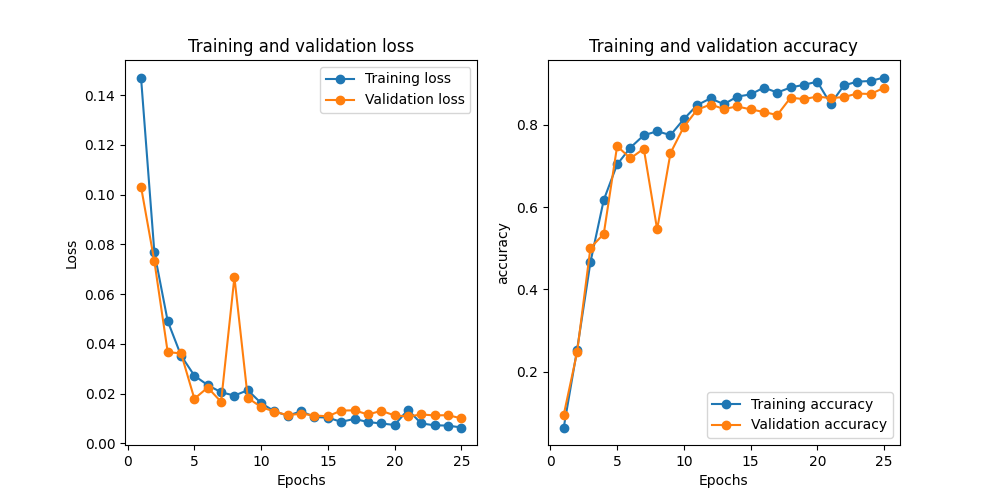 Training and validation loss
Training loss
Validation loss
0.14
0.12
0.10
0.08
0.06
0.04
0.02
0.00
Loss
0
5
10
15
20
25
Epochs
Training and validation accuracy
0.8
0.6
0.4
0.2
accuracy
Training accuracy
Validation accuracy
0
5
10
15
20
25
Epochs